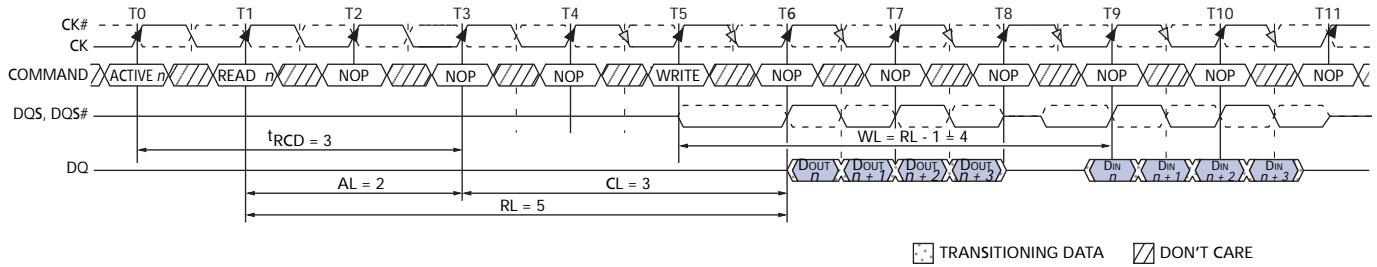 T0 T1 T2 T3 T4 T5 T6 T7 T8 T9 T10 T11
CK#
CK
COMMAND ACTIVE n READ n NOP NOP NOP WRITE NOP NOP NOP NOP NOP NOP
DQS, DQS#
tRCD = 3 WL = RL - 1 = 4
DQ DOUT n DOUT n + 1 DOUT n + 2 DOUT n + 3 DIN n DIN n + 1 DIN n + 2 DIN n + 3
AL = 2 CL = 3
RL = 5
TRANSITIONING DATA DON'T CARE